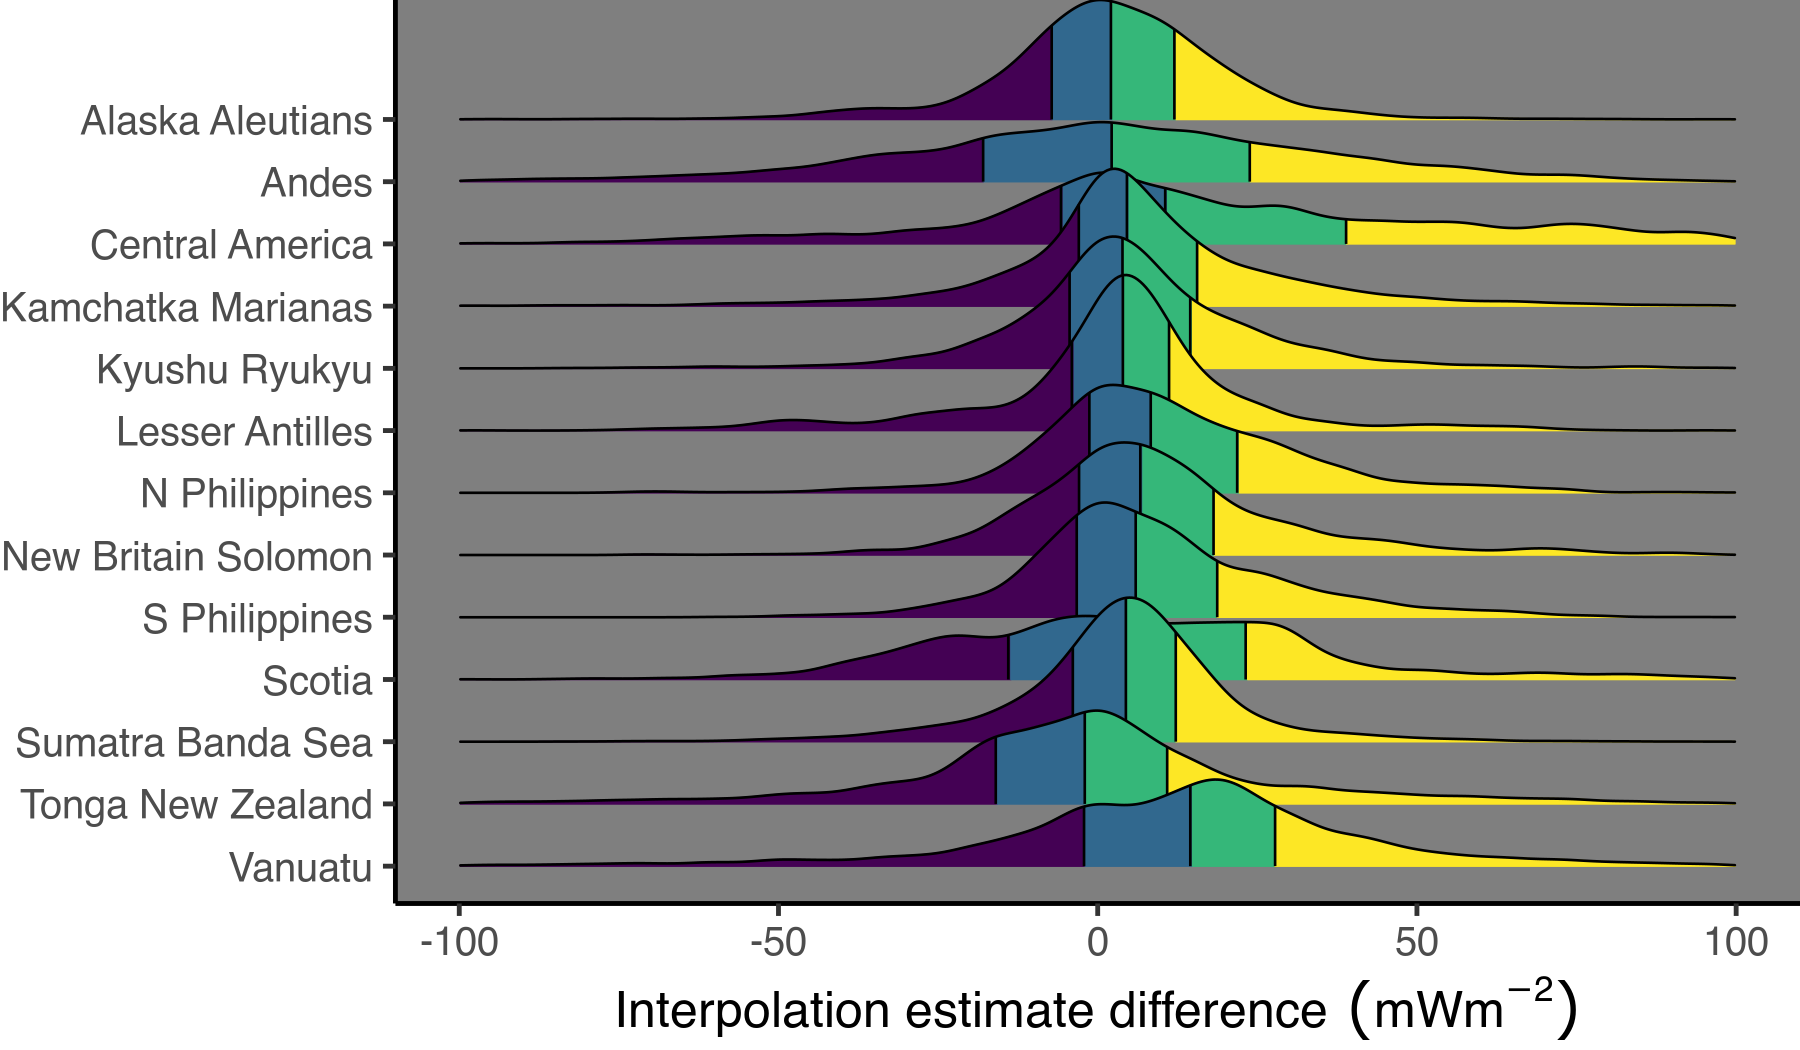 Alaska Aleutians
Andes
Central America
Kamchatka Marianas
Kyushu Ryukyu
Lesser Antilles
N Philippines
New Britain Solomon
S Philippines
Scotia
Sumatra Banda Sea
Tonga New Zealand
Vanuatu
-100 -50 0 50 100
Interpolation estimate difference (mWm⁻²)